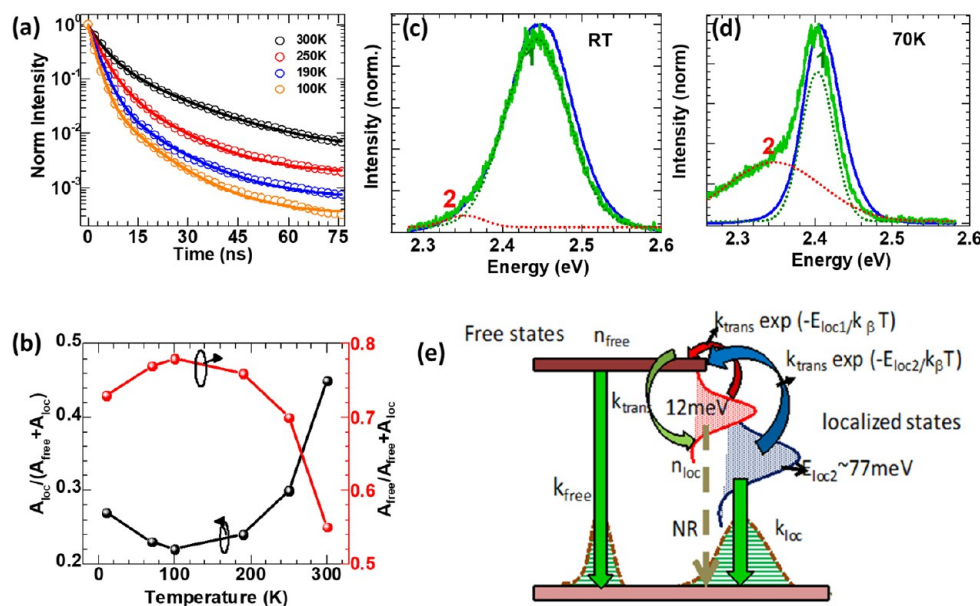 (a)
Norm Intensity
10⁰
10⁻¹
10⁻²
10⁻³
300K
250K
190K
100K
0 15 30 45 60 75
Time (ns)
(c)
RT
Intensity (norm.)
2
2.3 2.4 2.5 2.6
Energy (eV)
(d)
70K
Intensity (norm.)
2
2.3 2.4 2.5 2.6
Energy (eV)
(b)
A_loc/(A_free+A_loc)
0.5
0.4
0.3
0.2
0.8
0.7
0.6
0.5
A_free/A_free+A_loc
0 100 200 300
Temperature (K)
(e)
Free states
n_free
k_trans exp (-E_loc1/k_β T)
k_trans exp (-E_loc2/k_βT)
k_trans
12meV
localized states
n_loc
E_loc2~77meV
k_free
NR
k_loc